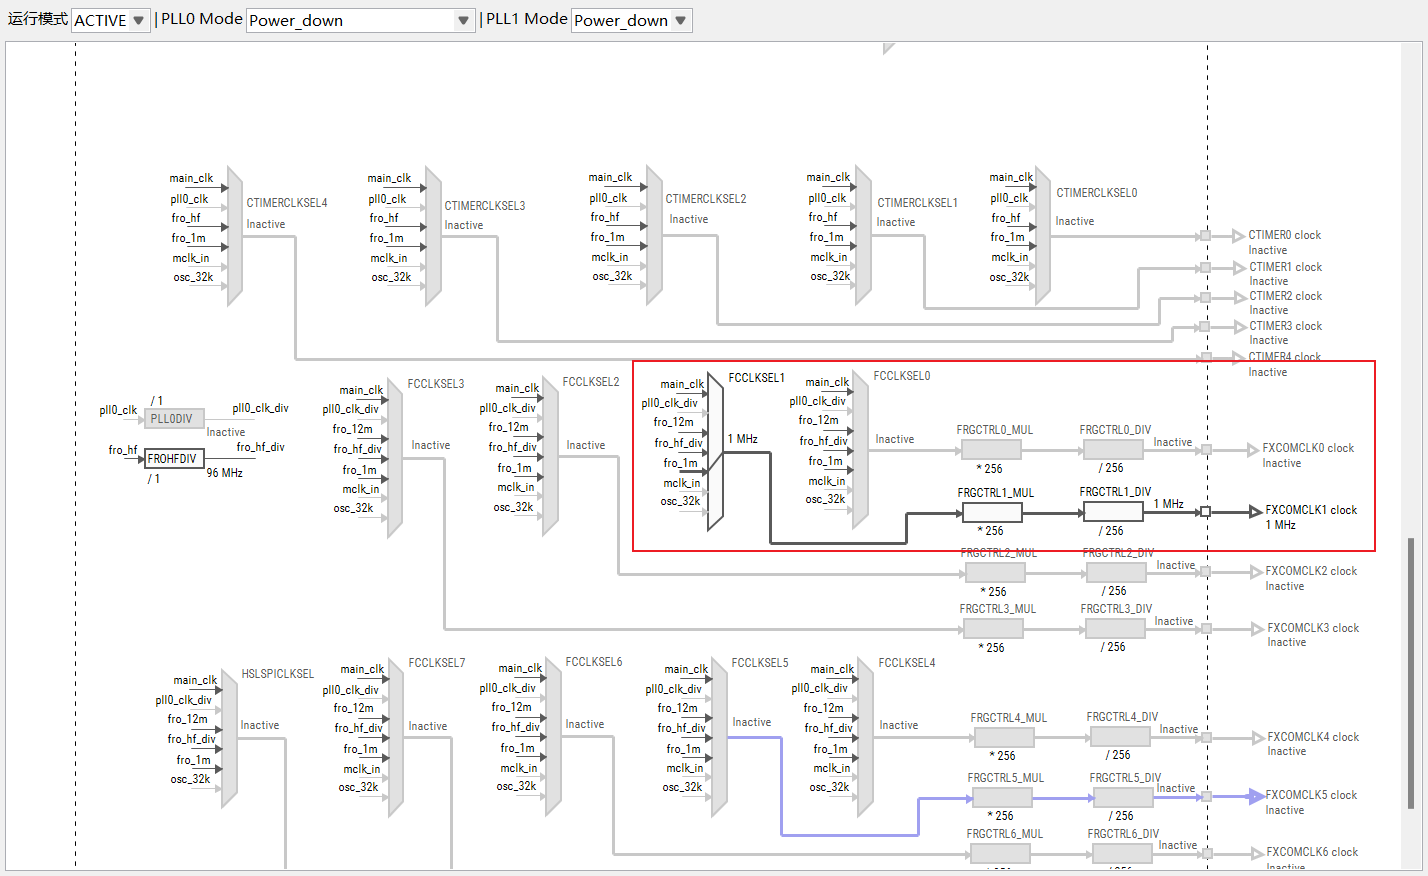 运行模式 ACTIVE | PLL0 Mode Power_down | PLL1 Mode Power_down
main_clk
pll0_clk
fro_hf
fro_1m
mclk_in
osc_32k
CTIMERCLKSEL4
Inactive
main_clk
pll0_clk
fro_hf
fro_1m
mclk_in
osc_32k
CTIMERCLKSEL3
Inactive
main_clk
pll0_clk
fro_hf
fro_1m
mclk_in
osc_32k
CTIMERCLKSEL2
Inactive
main_clk
pll0_clk
fro_hf
fro_1m
mclk_in
osc_32k
CTIMERCLKSEL1
Inactive
main_clk
pll0_clk
fro_hf
fro_1m
mclk_in
osc_32k
CTIMERCLKSEL0
Inactive
CTIMER0 clock
Inactive
CTIMER1 clock
Inactive
CTIMER2 clock
Inactive
CTIMER3 clock
Inactive
CTIMER4 clock
Inactive
/ 1
pll0_clk
PLL0DIV
pll0_clk_div
Inactive
fro_hf
FROHFDIV
fro_hf_div
96 MHz
/ 1
main_clk
pll0_clk_div
fro_12m
fro_hf_div
fro_1m
mclk_in
osc_32k
FCCLKSEL3
Inactive
main_clk
pll0_clk_div
fro_12m
fro_hf_div
fro_1m
mclk_in
osc_32k
FCCLKSEL2
Inactive
main_clk
pll0_clk_div
fro_12m
fro_hf_div
fro_1m
mclk_in
osc_32k
FCCLKSEL1
1 MHz
main_clk
pll0_clk_div
fro_12m
fro_hf_div
fro_1m
mclk_in
osc_32k
FCCLKSEL0
Inactive
FRGCTRL0_MUL
* 256
FRGCTRL0_DIV
/ 256
Inactive
FXCOMCLK0 clock
Inactive
FRGCTRL1_MUL
* 256
FRGCTRL1_DIV
/ 256
1 MHz
FXCOMCLK1 clock
1 MHz
FRGCTRL2_MUL
* 256
FRGCTRL2_DIV
/ 256
Inactive
FXCOMCLK2 clock
Inactive
FRGCTRL3_MUL
* 256
FRGCTRL3_DIV
/ 256
Inactive
FXCOMCLK3 clock
Inactive
main_clk
pll0_clk_div
fro_12m
fro_hf_div
fro_1m
osc_32k
HSLSPICLKSEL
Inactive
main_clk
pll0_clk_div
fro_12m
fro_hf_div
fro_1m
mclk_in
osc_32k
FCCLKSEL7
Inactive
main_clk
pll0_clk_div
fro_12m
fro_hf_div
fro_1m
mclk_in
osc_32k
FCCLKSEL6
Inactive
main_clk
pll0_clk_div
fro_12m
fro_hf_div
fro_1m
mclk_in
osc_32k
FCCLKSEL5
Inactive
main_clk
pll0_clk_div
fro_12m
fro_hf_div
fro_1m
mclk_in
osc_32k
FCCLKSEL4
Inactive
FRGCTRL4_MUL
* 256
FRGCTRL4_DIV
/ 256
Inactive
FXCOMCLK4 clock
Inactive
FRGCTRL5_MUL
* 256
FRGCTRL5_DIV
/ 256
Inactive
FXCOMCLK5 clock
Inactive
FRGCTRL6_MUL
* 256
FRGCTRL6_DIV
/ 256
Inactive
FXCOMCLK6 clock
Inactive